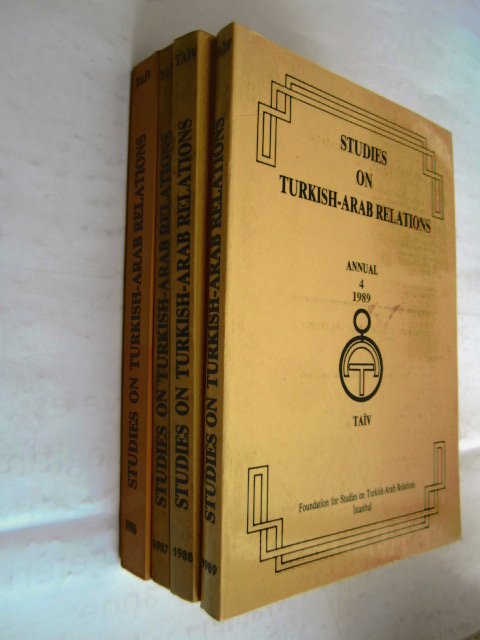 TAİV
STUDIES ON TURKISH-ARAB RELATIONS
1986
STUDIES ON TURKISH-ARAB RELATIONS
1987
TAİV
STUDIES ON TURKISH-ARAB RELATIONS
1988
TAİV
STUDIES ON TURKISH-ARAB RELATIONS
1989
STUDIES
ON
TURKISH-ARAB RELATIONS
ANNUAL
4
1989
TAİV
Foundation for Studies on Turkish-Arab Relations
Istanbul